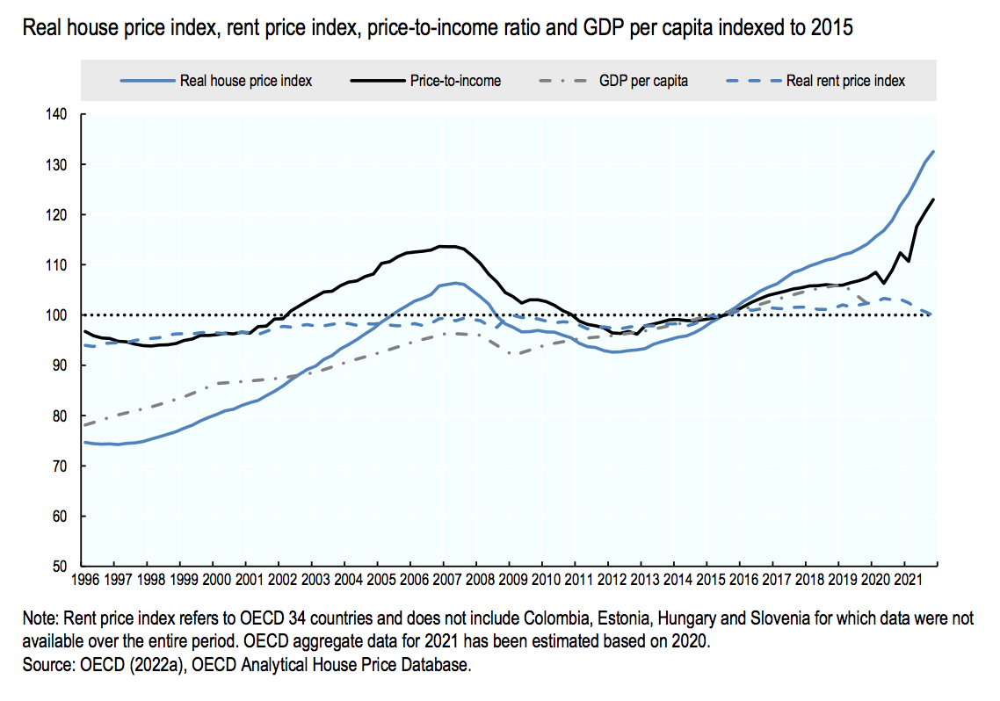 Real house price index, rent price index, price-to-income ratio and GDP per capita indexed to 2015
Real house price index Price-to-income GDP per capita Real rent price index
140
130
120
110
100
90
80
70
60
50
1996 1997 1998 1999 2000 2001 2002 2003 2004 2005 2006 2007 2008 2009 2010 2011 2012 2013 2014 2015 2016 2017 2018 2019 2020 2021
Note: Rent price index refers to OECD 34 countries and does not include Colombia, Estonia, Hungary and Slovenia for which data were not
available over the entire period. OECD aggregate data for 2021 has been estimated based on 2020.
Source: OECD (2022a), OECD Analytical House Price Database.